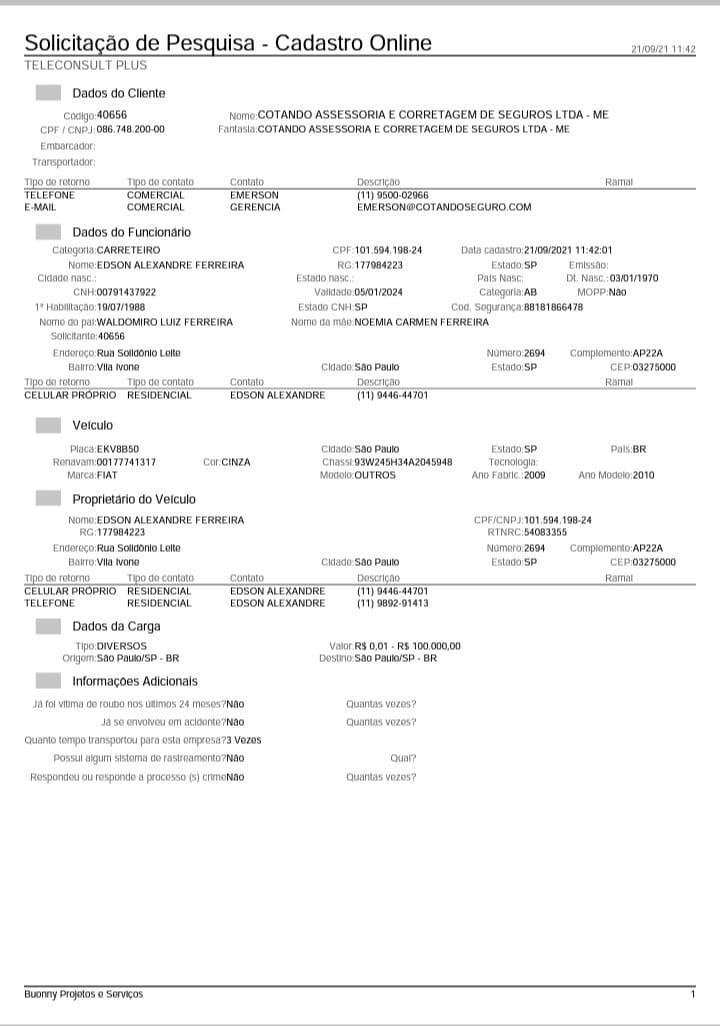 Solicitação de Pesquisa - Cadastro Online 21/09/21 11:42
TELECONSULT PLUS
Dados do Cliente
Código:40656 Nome:COTANDO ASSESSORIA E CORRETAGEM DE SEGUROS LTDA - ME
CPF / CNPJ:086.748.200-00 Fantasia:COTANDO ASSESSORIA E CORRETAGEM DE SEGUROS LTDA - ME
Embarcador:
Transportador:
Tipo de retorno Tipo de contato Contato Descrição Ramal
TELEFONE COMERCIAL EMERSON (11) 9500-02966
E-MAIL COMERCIAL GERENCIA EMERSON@COTANDOSEGURO.COM
Dados do Funcionário
Categoria:CARRETEIRO CPF:101.594.198-24 Data cadastro:21/09/2021 11:42:01
Nome:EDSON ALEXANDRE FERREIRA RG:177984223 Estado:SP Emissão:
Cidade nasc.: Estado nasc.: País Nasc: Dt. Nasc.:03/01/1970
CNH:00791437922 Validade:05/01/2024 Categoria:AB MOPP:Não
1ª Habilitação:19/07/1988 Estado CNH:SP Cod. Segurança:88181866478
Nome do pai:WALDOMIRO LUIZ FERREIRA Nome da mãe:NOEMIA CARMEN FERREIRA
Solicitante:40656
Endereço:Rua Solidônio Leite Número:2694 Complemento:AP22A
Bairro:Vila Ivone Cidade:São Paulo Estado:SP CEP:03275000
Tipo de retorno Tipo de contato Contato Descrição Ramal
CELULAR PRÓPRIO RESIDENCIAL EDSON ALEXANDRE (11) 9446-44701
Veículo
Placa:EKV8B50 Cidade:São Paulo Estado:SP País:BR
Renavam:00177741317 Cor:CINZA Chassi:93W245H34A2045948 Tecnologia:
Marca:FIAT Modelo:OUTROS Ano Fabric.:2009 Ano Modelo:2010
Proprietário do Veículo
Nome:EDSON ALEXANDRE FERREIRA CPF/CNPJ:101.594.198-24
RG:177984223 RTNRC:54083355
Endereço:Rua Solidônio Leite Número:2694 Complemento:AP22A
Bairro:Vila Ivone Cidade:São Paulo Estado:SP CEP:03275000
Tipo de retorno Tipo de contato Contato Descrição Ramal
CELULAR PRÓPRIO RESIDENCIAL EDSON ALEXANDRE (11) 9446-44701
TELEFONE RESIDENCIAL EDSON ALEXANDRE (11) 9892-91413
Dados da Carga
Tipo:DIVERSOS Valor:R$ 0,01 - R$ 100.000,00
Origem:São Paulo/SP - BR Destino:São Paulo/SP - BR
Informações Adicionais
Já foi vítima de roubo nos últimos 24 meses?Não Quantas vezes?
Já se envolveu em acidente?Não Quantas vezes?
Quanto tempo transportou para esta empresa?3 Vezes
Possui algum sistema de rastreamento?Não Qual?
Respondeu ou responde a processo (s) crimeNão Quantas vezes?
Buonny Projetos e Serviços 1